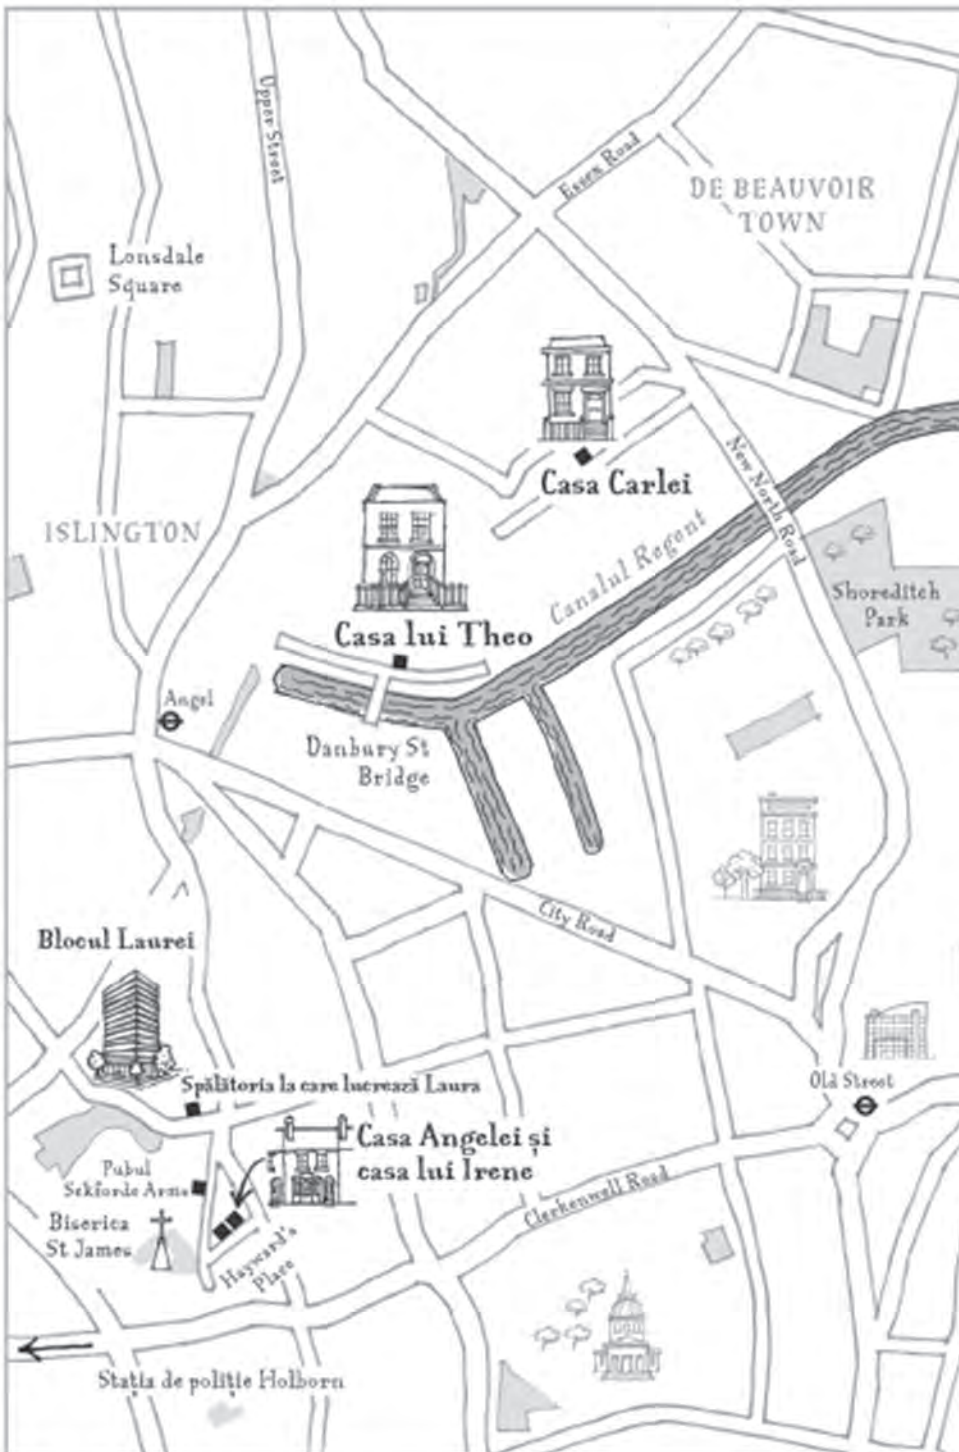 Upper Street
Essex Road
DE BEAUVOIR
TOWN
Lonsdale
Square
New North Road
Casa Carlei
ISLINGTON
Canalul Regent
Shoreditch
Park
Casa lui Theo
Angel
Danbury St
Bridge
City Road
Blocul Laurei
Old Street
Spălătoria la care lucrează Laura
Casa Angelei și
casa lui Irene
Pubul
Sekforde Arms
Clerkenwell Road
Biserica
St James
Hayward's
Place
Stația de poliție Holborn